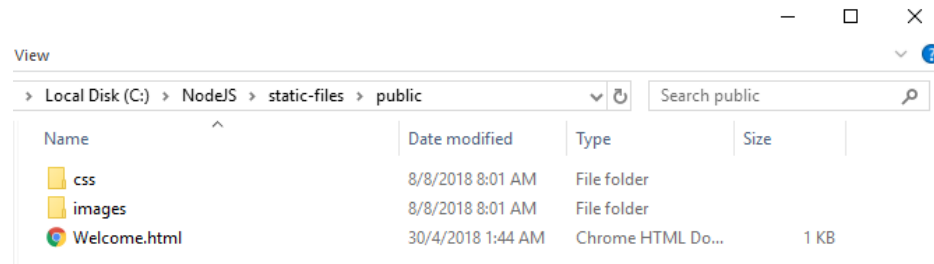 View
?
> Local Disk (C:) > NodeJS > static-files > public Search public
Name Date modified Type Size
css 8/8/2018 8:01 AM File folder
images 8/8/2018 8:01 AM File folder
Welcome.html 30/4/2018 1:44 AM Chrome HTML Do... 1 KB